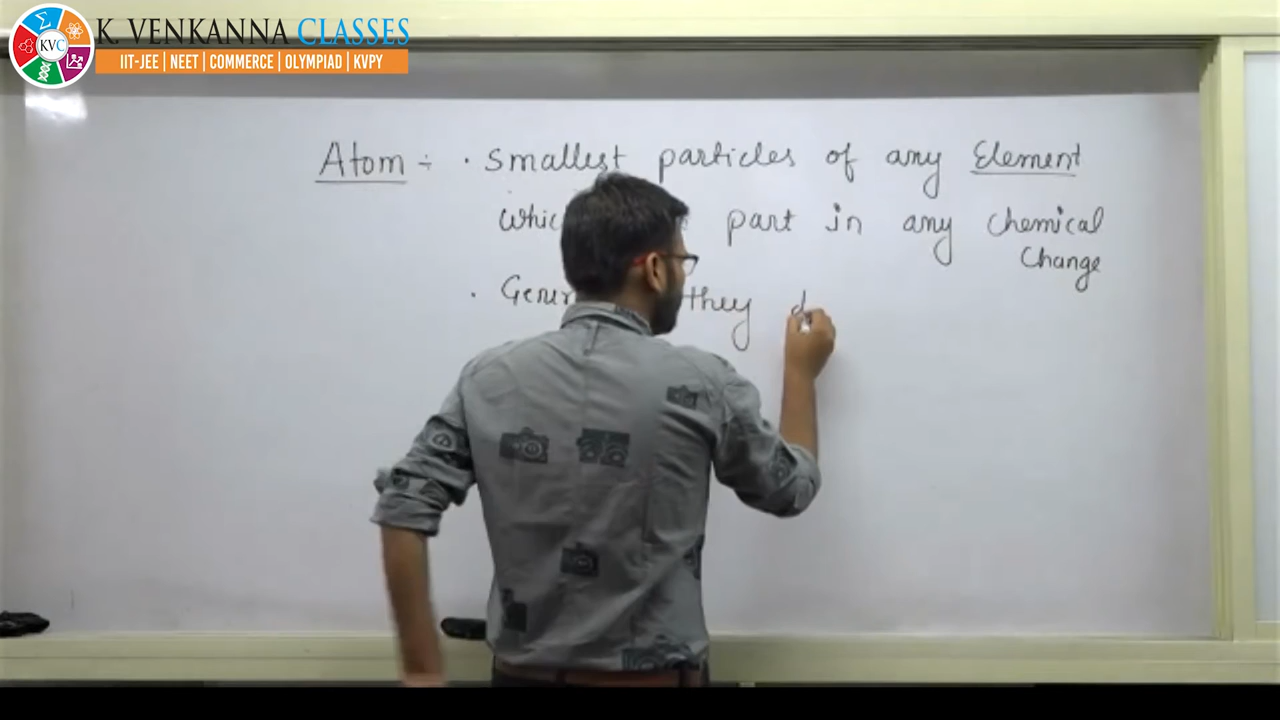 K. VENKANNA CLASSES
KVC
IIT-JEE | NEET | COMMERCE | OLYMPIAD | KVPY
Atom ÷ · smallest particles of any Element
part in any chemical
change
· they